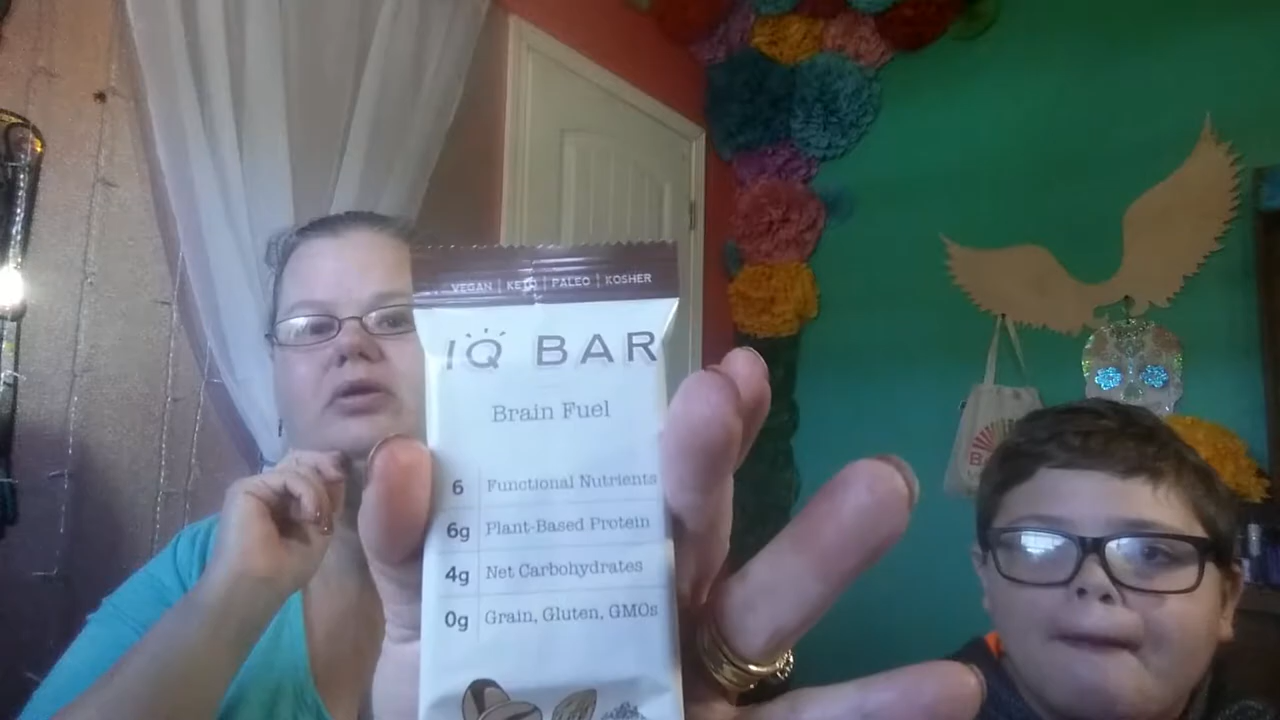 VEGAN | KETO | PALEO | KOSHER
IQ BAR
Brain Fuel
6 Functional Nutrients
6g Plant-Based Protein
4g Net Carbohydrates
0g Grain, Gluten, GMOs